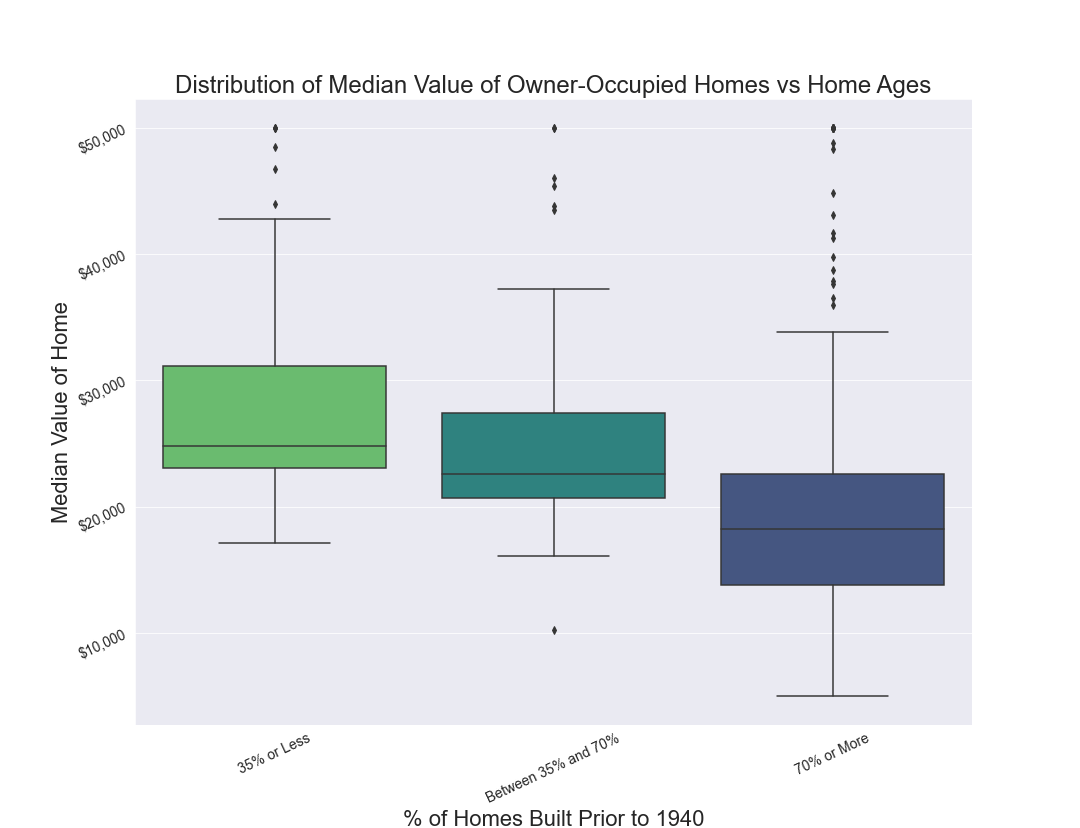 Distribution of Median Value of Owner-Occupied Homes vs Home Ages
$50,000
$40,000
$30,000
$20,000
$10,000
Median Value of Home
35% or Less
Between 35% and 70%
70% or More
% of Homes Built Prior to 1940